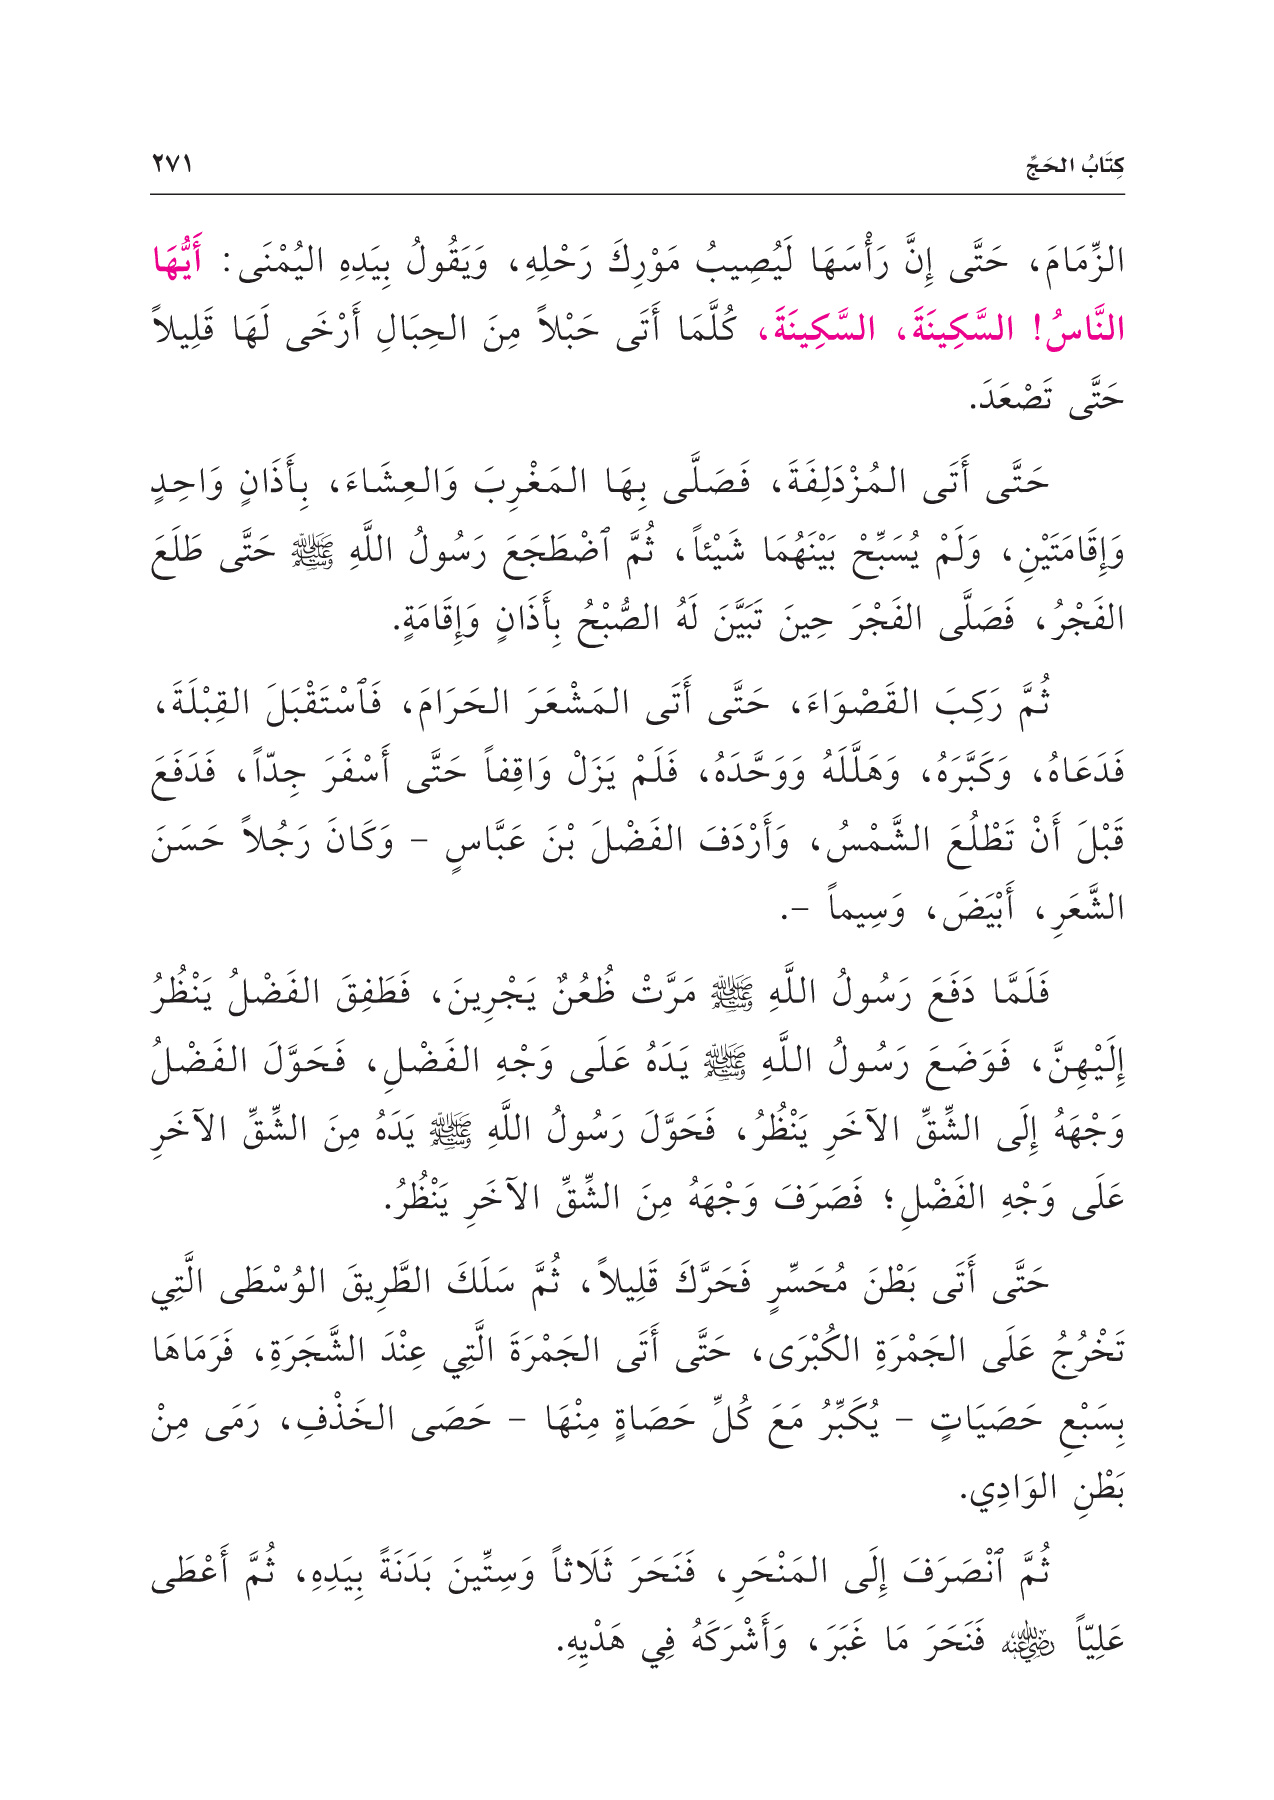 كِتَابُ الحَجِّ ٢٧١
الزِّمَامَ، حَتَّى إِنَّ رَأْسَهَا لَيُصِيبُ مَوْرِكَ رَحْلِهِ، وَيَقُولُ بِيَدِهِ اليُمْنَى: أَيُّهَا
النَّاسُ! السَّكِينَةَ، السَّكِينَةَ، كُلَّمَا أَتَى حَبْلاً مِنَ الحِبَالِ أَرْخَى لَهَا قَلِيلاً
حَتَّى تَصْعَدَ.
حَتَّى أَتَى المُزْدَلِفَةَ، فَصَلَّى بِهَا المَغْرِبَ وَالعِشَاءَ، بِأَذَانٍ وَاحِدٍ
وَإِقَامَتَيْنِ، وَلَمْ يُسَبِّحْ بَيْنَهُمَا شَيْئاً، ثُمَّ ٱضْطَجَعَ رَسُولُ اللَّهِ ﷺ حَتَّى طَلَعَ
الفَجْرُ، فَصَلَّى الفَجْرَ حِينَ تَبَيَّنَ لَهُ الصُّبْحُ بِأَذَانٍ وَإِقَامَةٍ.
ثُمَّ رَكِبَ القَصْوَاءَ، حَتَّى أَتَى المَشْعَرَ الحَرَامَ، فَٱسْتَقْبَلَ القِبْلَةَ،
فَدَعَاهُ، وَكَبَّرَهُ، وَهَلَّلَهُ وَوَحَّدَهُ، فَلَمْ يَزَلْ وَاقِفاً حَتَّى أَسْفَرَ جِدّاً، فَدَفَعَ
قَبْلَ أَنْ تَطْلُعَ الشَّمْسُ، وَأَرْدَفَ الفَضْلَ بْنَ عَبَّاسٍ - وَكَانَ رَجُلاً حَسَنَ
الشَّعَرِ، أَبْيَضَ، وَسِيماً -.
فَلَمَّا دَفَعَ رَسُولُ اللَّهِ ﷺ مَرَّتْ ظُعُنٌ يَجْرِينَ، فَطَفِقَ الفَضْلُ يَنْظُرُ
إِلَيْهِنَّ، فَوَضَعَ رَسُولُ اللَّهِ ﷺ يَدَهُ عَلَى وَجْهِ الفَضْلِ، فَحَوَّلَ الفَضْلُ
وَجْهَهُ إِلَى الشِّقِّ الآخَرِ يَنْظُرُ، فَحَوَّلَ رَسُولُ اللَّهِ ﷺ يَدَهُ مِنَ الشِّقِّ الآخَرِ
عَلَى وَجْهِ الفَضْلِ؛ فَصَرَفَ وَجْهَهُ مِنَ الشِّقِّ الآخَرِ يَنْظُرُ.
حَتَّى أَتَى بَطْنَ مُحَسِّرٍ فَحَرَّكَ قَلِيلاً، ثُمَّ سَلَكَ الطَّرِيقَ الوُسْطَى الَّتِي
تَخْرُجُ عَلَى الجَمْرَةِ الكُبْرَى، حَتَّى أَتَى الجَمْرَةَ الَّتِي عِنْدَ الشَّجَرَةِ، فَرَمَاهَا
بِسَبْعِ حَصَيَاتٍ - يُكَبِّرُ مَعَ كُلِّ حَصَاةٍ مِنْهَا - حَصَى الخَذْفِ، رَمَى مِنْ
بَطْنِ الوَادِي.
ثُمَّ ٱنْصَرَفَ إِلَى المَنْحَرِ، فَنَحَرَ ثَلَاثاً وَسِتِّينَ بَدَنَةً بِيَدِهِ، ثُمَّ أَعْطَى
عَلِيّاً رضي الله عنه فَنَحَرَ مَا غَبَرَ، وَأَشْرَكَهُ فِي هَدْيِهِ.